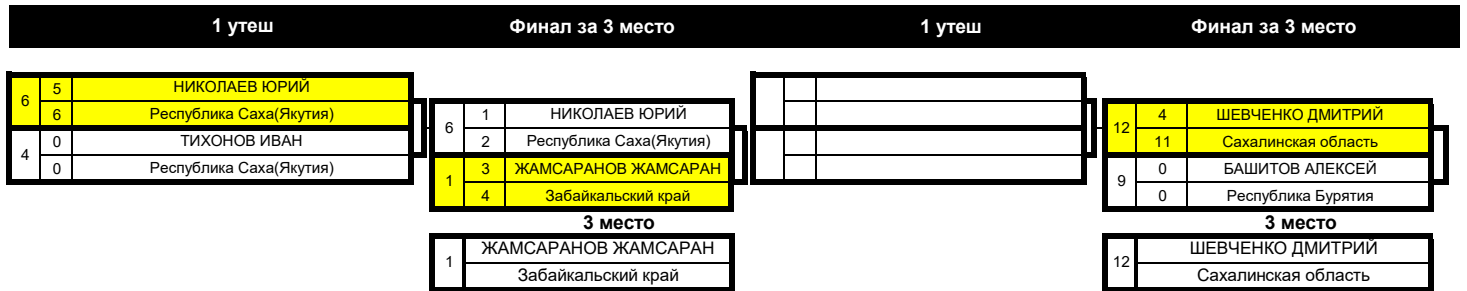 1 утеш Финал за 3 место 1 утеш Финал за 3 место
6 5 НИКОЛАЕВ ЮРИЙ
6 Республика Саха(Якутия)
4 0 ТИХОНОВ ИВАН
0 Республика Саха(Якутия)
6 1 НИКОЛАЕВ ЮРИЙ
2 Республика Саха(Якутия)
1 3 ЖАМСАРАНОВ ЖАМСАРАН
4 Забайкальский край
3 место
1 ЖАМСАРАНОВ ЖАМСАРАН
Забайкальский край
12 4 ШЕВЧЕНКО ДМИТРИЙ
11 Сахалинская область
9 0 БАШИТОВ АЛЕКСЕЙ
0 Республика Бурятия
3 место
12 ШЕВЧЕНКО ДМИТРИЙ
Сахалинская область